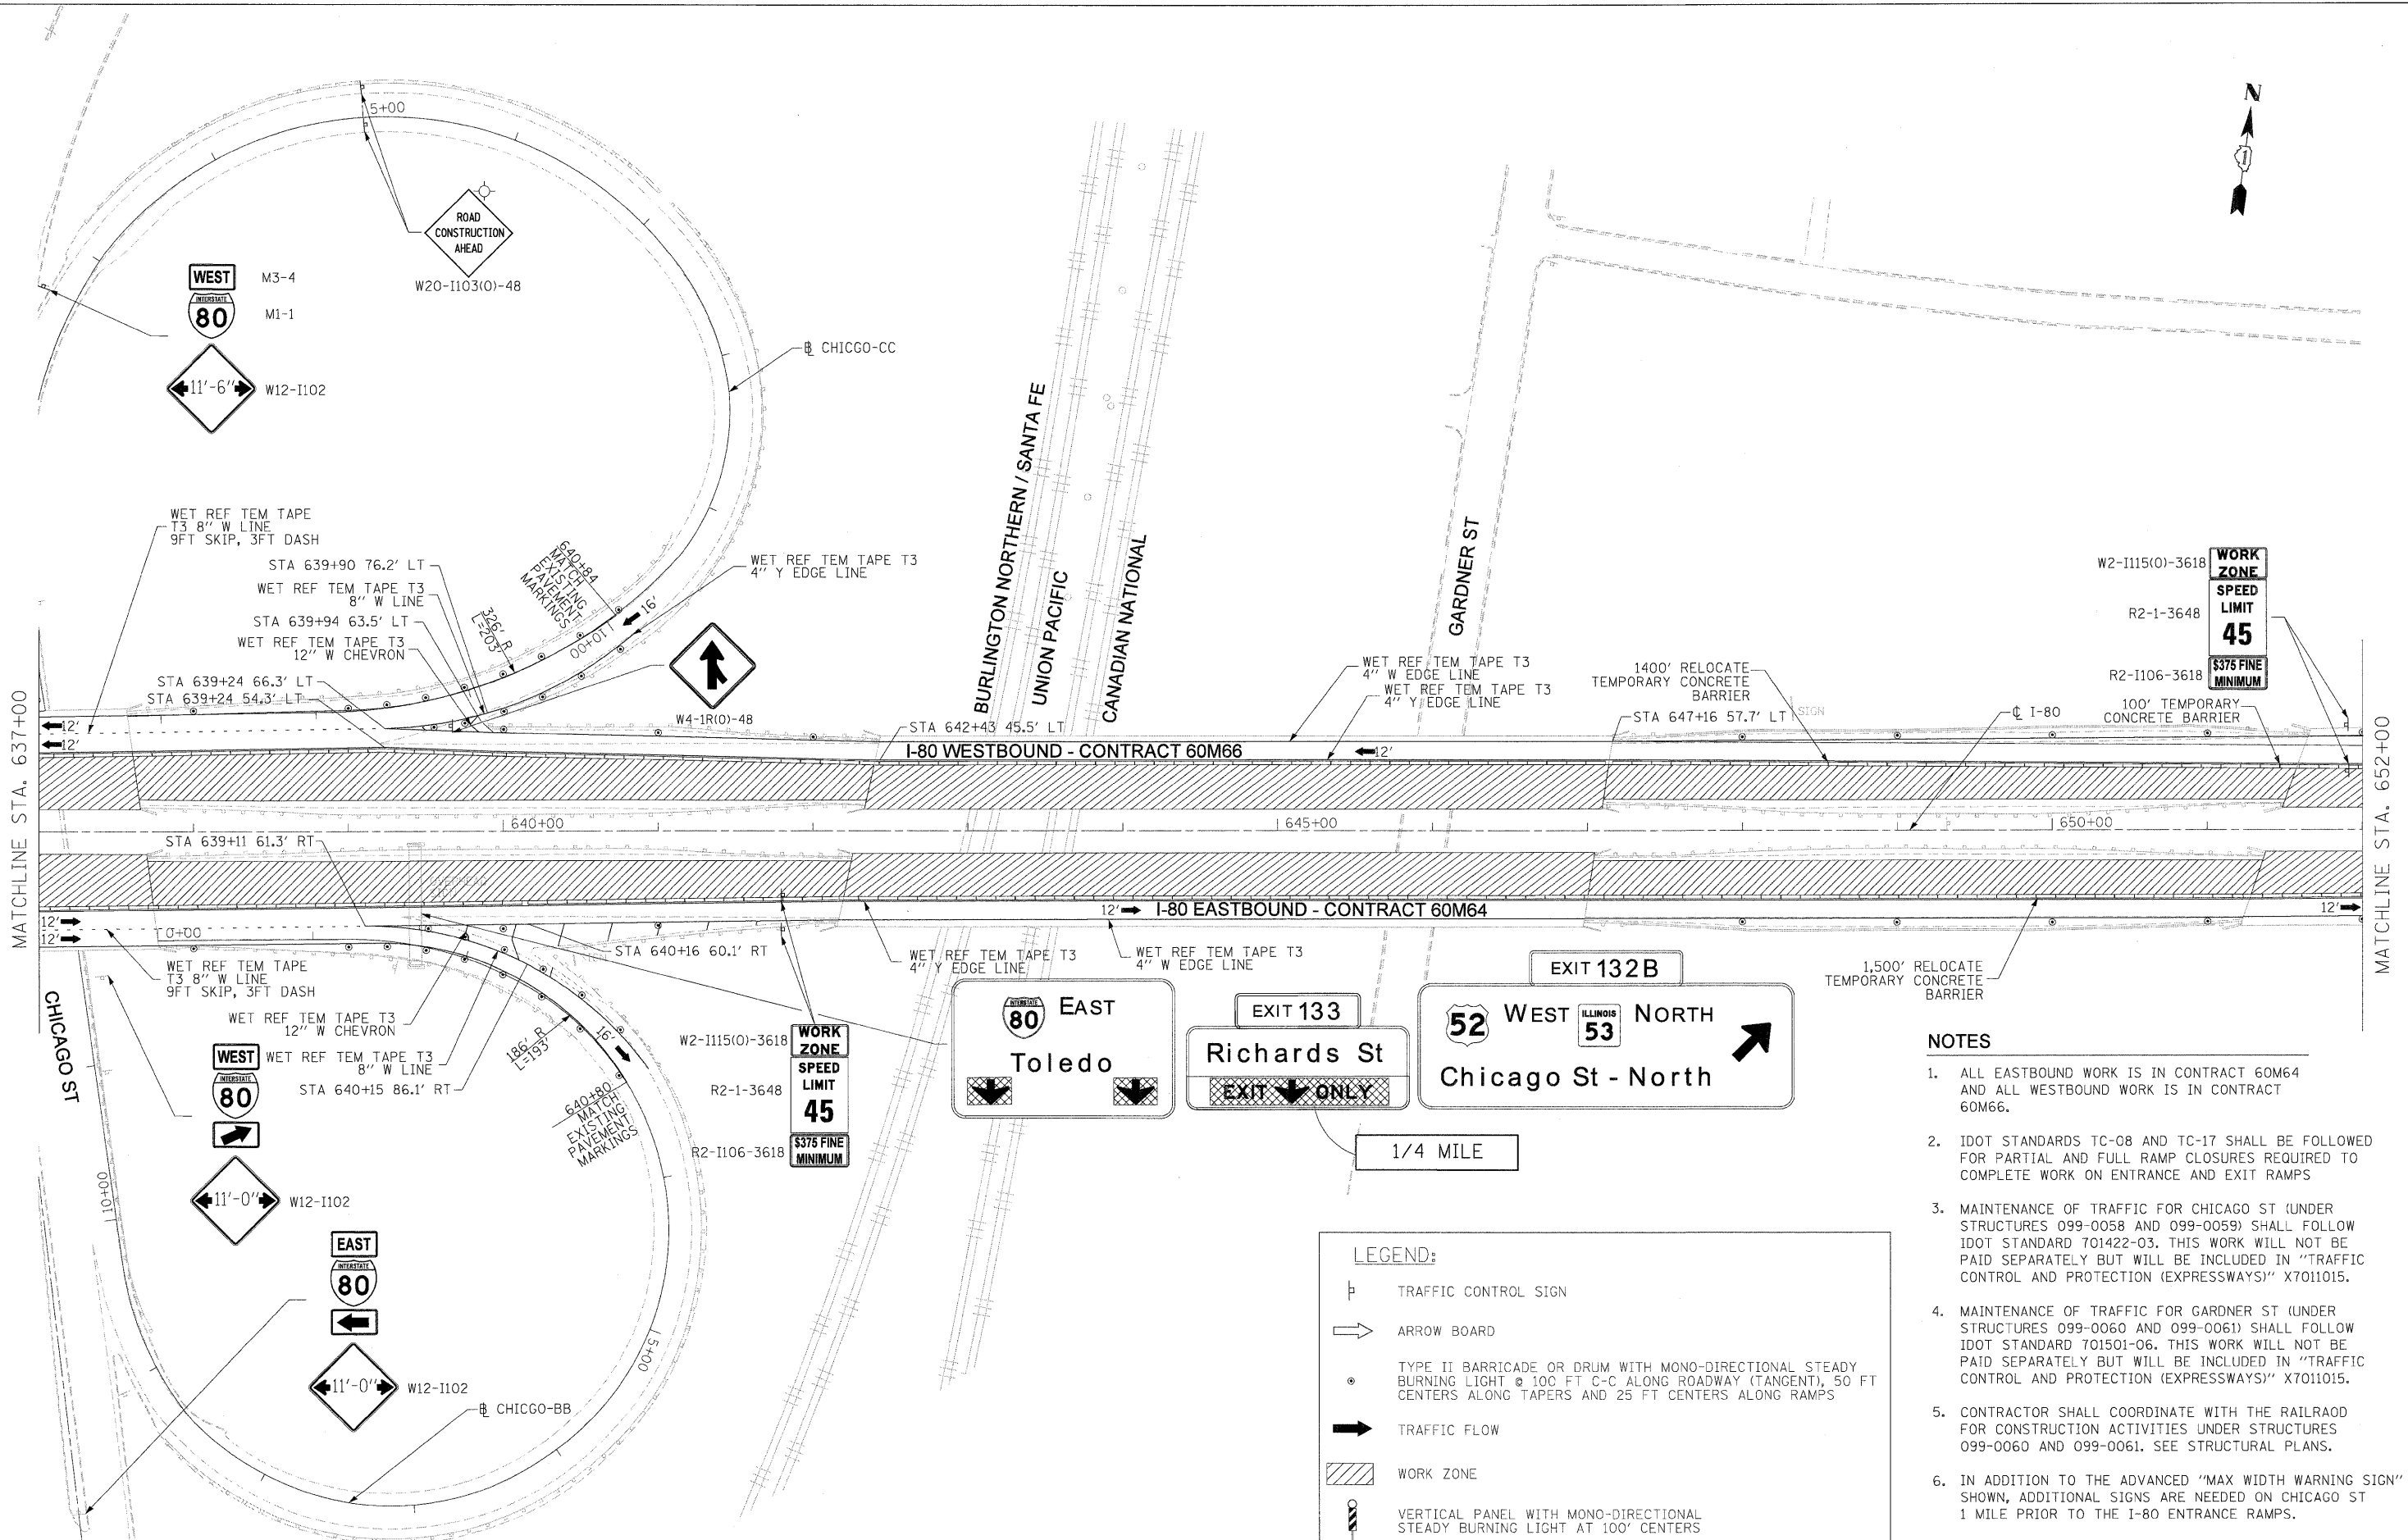 N
1
5+00
ROAD
CONSTRUCTION
AHEAD
W20-I103(O)-48
WEST M3-4
INTERSTATE
80 M1-1
11'-6" W12-I102
℄ CHICGO-CC
BURLINGTON NORTHERN / SANTA FE
UNION PACIFIC
CANADIAN NATIONAL
GARDNER ST
WET REF TEM TAPE
T3 8" W LINE
9FT SKIP, 3FT DASH
STA 639+90 76.2' LT
WET REF TEM TAPE T3
8" W LINE
STA 639+94 63.5' LT
WET REF TEM TAPE T3
12" W CHEVRON
STA 639+24 66.3' LT
STA 639+24 54.3' LT
326' R
L=203'
640+84
MATCH
EXISTING
PAVEMENT
MARKINGS
16'
10+00
WET REF TEM TAPE T3
4" Y EDGE LINE
W4-1R(O)-48
STA 642+43 45.5' LT
WET REF TEM TAPE T3
4" W EDGE LINE
WET REF TEM TAPE T3
4" Y EDGE LINE
1400' RELOCATE
TEMPORARY CONCRETE
BARRIER
STA 647+16 57.7' LT
SIGN
℄ I-80
100' TEMPORARY
CONCRETE BARRIER
W2-I115(O)-3618
WORK
ZONE
R2-1-3648
SPEED
LIMIT
45
R2-I106-3618
$375 FINE
MINIMUM
MATCHLINE STA. 637+00
MATCHLINE STA. 652+00
12'
12'
I-80 WESTBOUND - CONTRACT 60M66
12'
640+00
645+00
650+00
STA 639+11 61.3' RT
OVERHEAD
12'
12'
0+00
12'
I-80 EASTBOUND - CONTRACT 60M64
12'
STA 640+16 60.1' RT
WET REF TEM TAPE T3
4" Y EDGE LINE
WET REF TEM TAPE T3
4" W EDGE LINE
1,500' RELOCATE
TEMPORARY CONCRETE
BARRIER
WET REF TEM TAPE
T3 8" W LINE
9FT SKIP, 3FT DASH
CHICAGO ST
WET REF TEM TAPE T3
12" W CHEVRON
WET REF TEM TAPE T3
8" W LINE
STA 640+15 86.1' RT
186' R
L=193'
16'
640+80
MATCH
EXISTING
PAVEMENT
MARKINGS
WEST
INTERSTATE
80
11'-0" W12-I102
EAST
INTERSTATE
80
11'-0" W12-I102
10+00
5+00
℄ CHICGO-BB
W2-I115(O)-3618
WORK
ZONE
R2-1-3648
SPEED
LIMIT
45
R2-I106-3618
$375 FINE
MINIMUM
INTERSTATE
80 EAST
Toledo
EXIT 133
Richards St
EXIT ONLY
1/4 MILE
EXIT 132B
52 WEST ILLINOIS 53 NORTH
Chicago St - North
LEGEND:
TRAFFIC CONTROL SIGN
ARROW BOARD
TYPE II BARRICADE OR DRUM WITH MONO-DIRECTIONAL STEADY
BURNING LIGHT @ 100 FT C-C ALONG ROADWAY (TANGENT), 50 FT
CENTERS ALONG TAPERS AND 25 FT CENTERS ALONG RAMPS
TRAFFIC FLOW
WORK ZONE
VERTICAL PANEL WITH MONO-DIRECTIONAL
STEADY BURNING LIGHT AT 100' CENTERS
NOTES
1. ALL EASTBOUND WORK IS IN CONTRACT 60M64
AND ALL WESTBOUND WORK IS IN CONTRACT
60M66.
2. IDOT STANDARDS TC-08 AND TC-17 SHALL BE FOLLOWED
FOR PARTIAL AND FULL RAMP CLOSURES REQUIRED TO
COMPLETE WORK ON ENTRANCE AND EXIT RAMPS
3. MAINTENANCE OF TRAFFIC FOR CHICAGO ST (UNDER
STRUCTURES 099-0058 AND 099-0059) SHALL FOLLOW
IDOT STANDARD 701422-03. THIS WORK WILL NOT BE
PAID SEPARATELY BUT WILL BE INCLUDED IN "TRAFFIC
CONTROL AND PROTECTION (EXPRESSWAYS)" X7011015.
4. MAINTENANCE OF TRAFFIC FOR GARDNER ST (UNDER
STRUCTURES 099-0060 AND 099-0061) SHALL FOLLOW
IDOT STANDARD 701501-06. THIS WORK WILL NOT BE
PAID SEPARATELY BUT WILL BE INCLUDED IN "TRAFFIC
CONTROL AND PROTECTION (EXPRESSWAYS)" X7011015.
5. CONTRACTOR SHALL COORDINATE WITH THE RAILRAOD
FOR CONSTRUCTION ACTIVITIES UNDER STRUCTURES
099-0060 AND 099-0061. SEE STRUCTURAL PLANS.
6. IN ADDITION TO THE ADVANCED "MAX WIDTH WARNING SIGN"
SHOWN, ADDITIONAL SIGNS ARE NEEDED ON CHICAGO ST
1 MILE PRIOR TO THE I-80 ENTRANCE RAMPS.